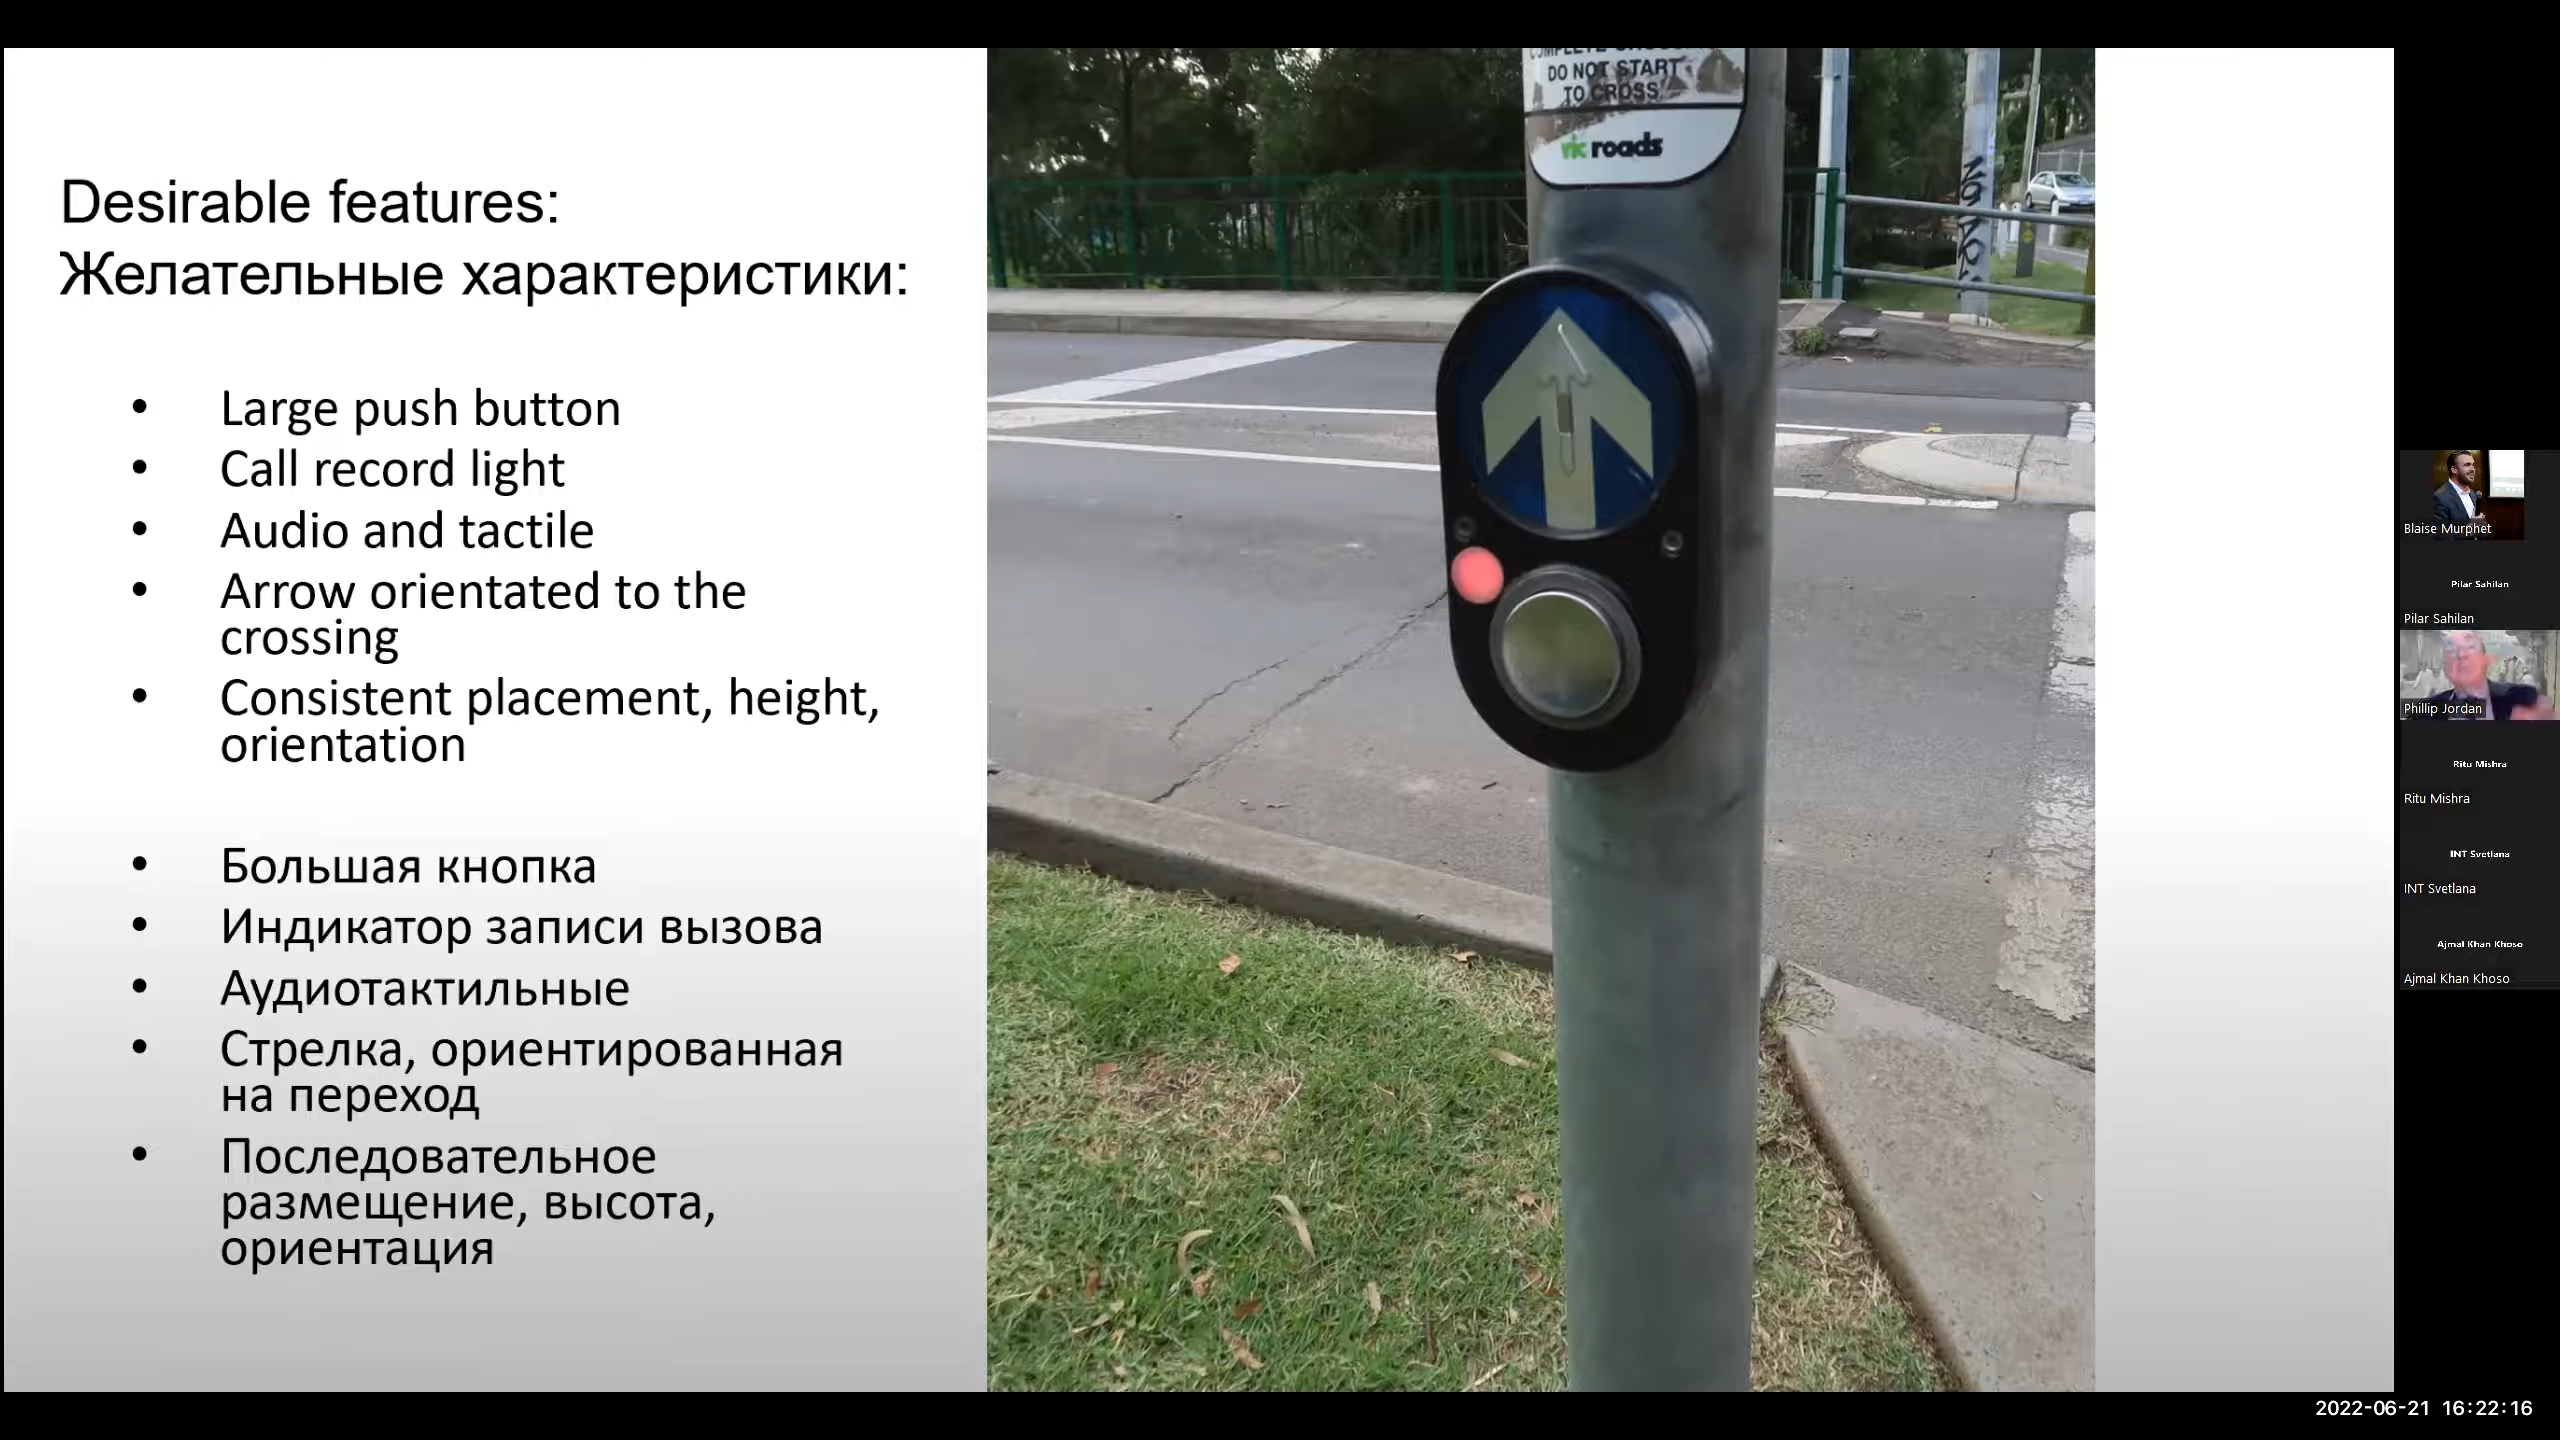 Desirable features:
Желательные характеристики:
• Large push button
• Call record light
• Audio and tactile
• Arrow orientated to the
crossing
• Consistent placement, height,
orientation
• Большая кнопка
• Индикатор записи вызова
• Аудиотактильные
• Стрелка, ориентированная
на переход
• Последовательное
размещение, высота,
ориентация
DO NOT START
TO CROSS
vic roads
Blaise Murphet
Pilar Sahilan
Pilar Sahilan
Phillip Jordan
Ritu Mishra
Ritu Mishra
INT Svetlana
INT Svetlana
Ajmal Khan Khoso
Ajmal Khan Khoso
2022-06-21 16:22:16